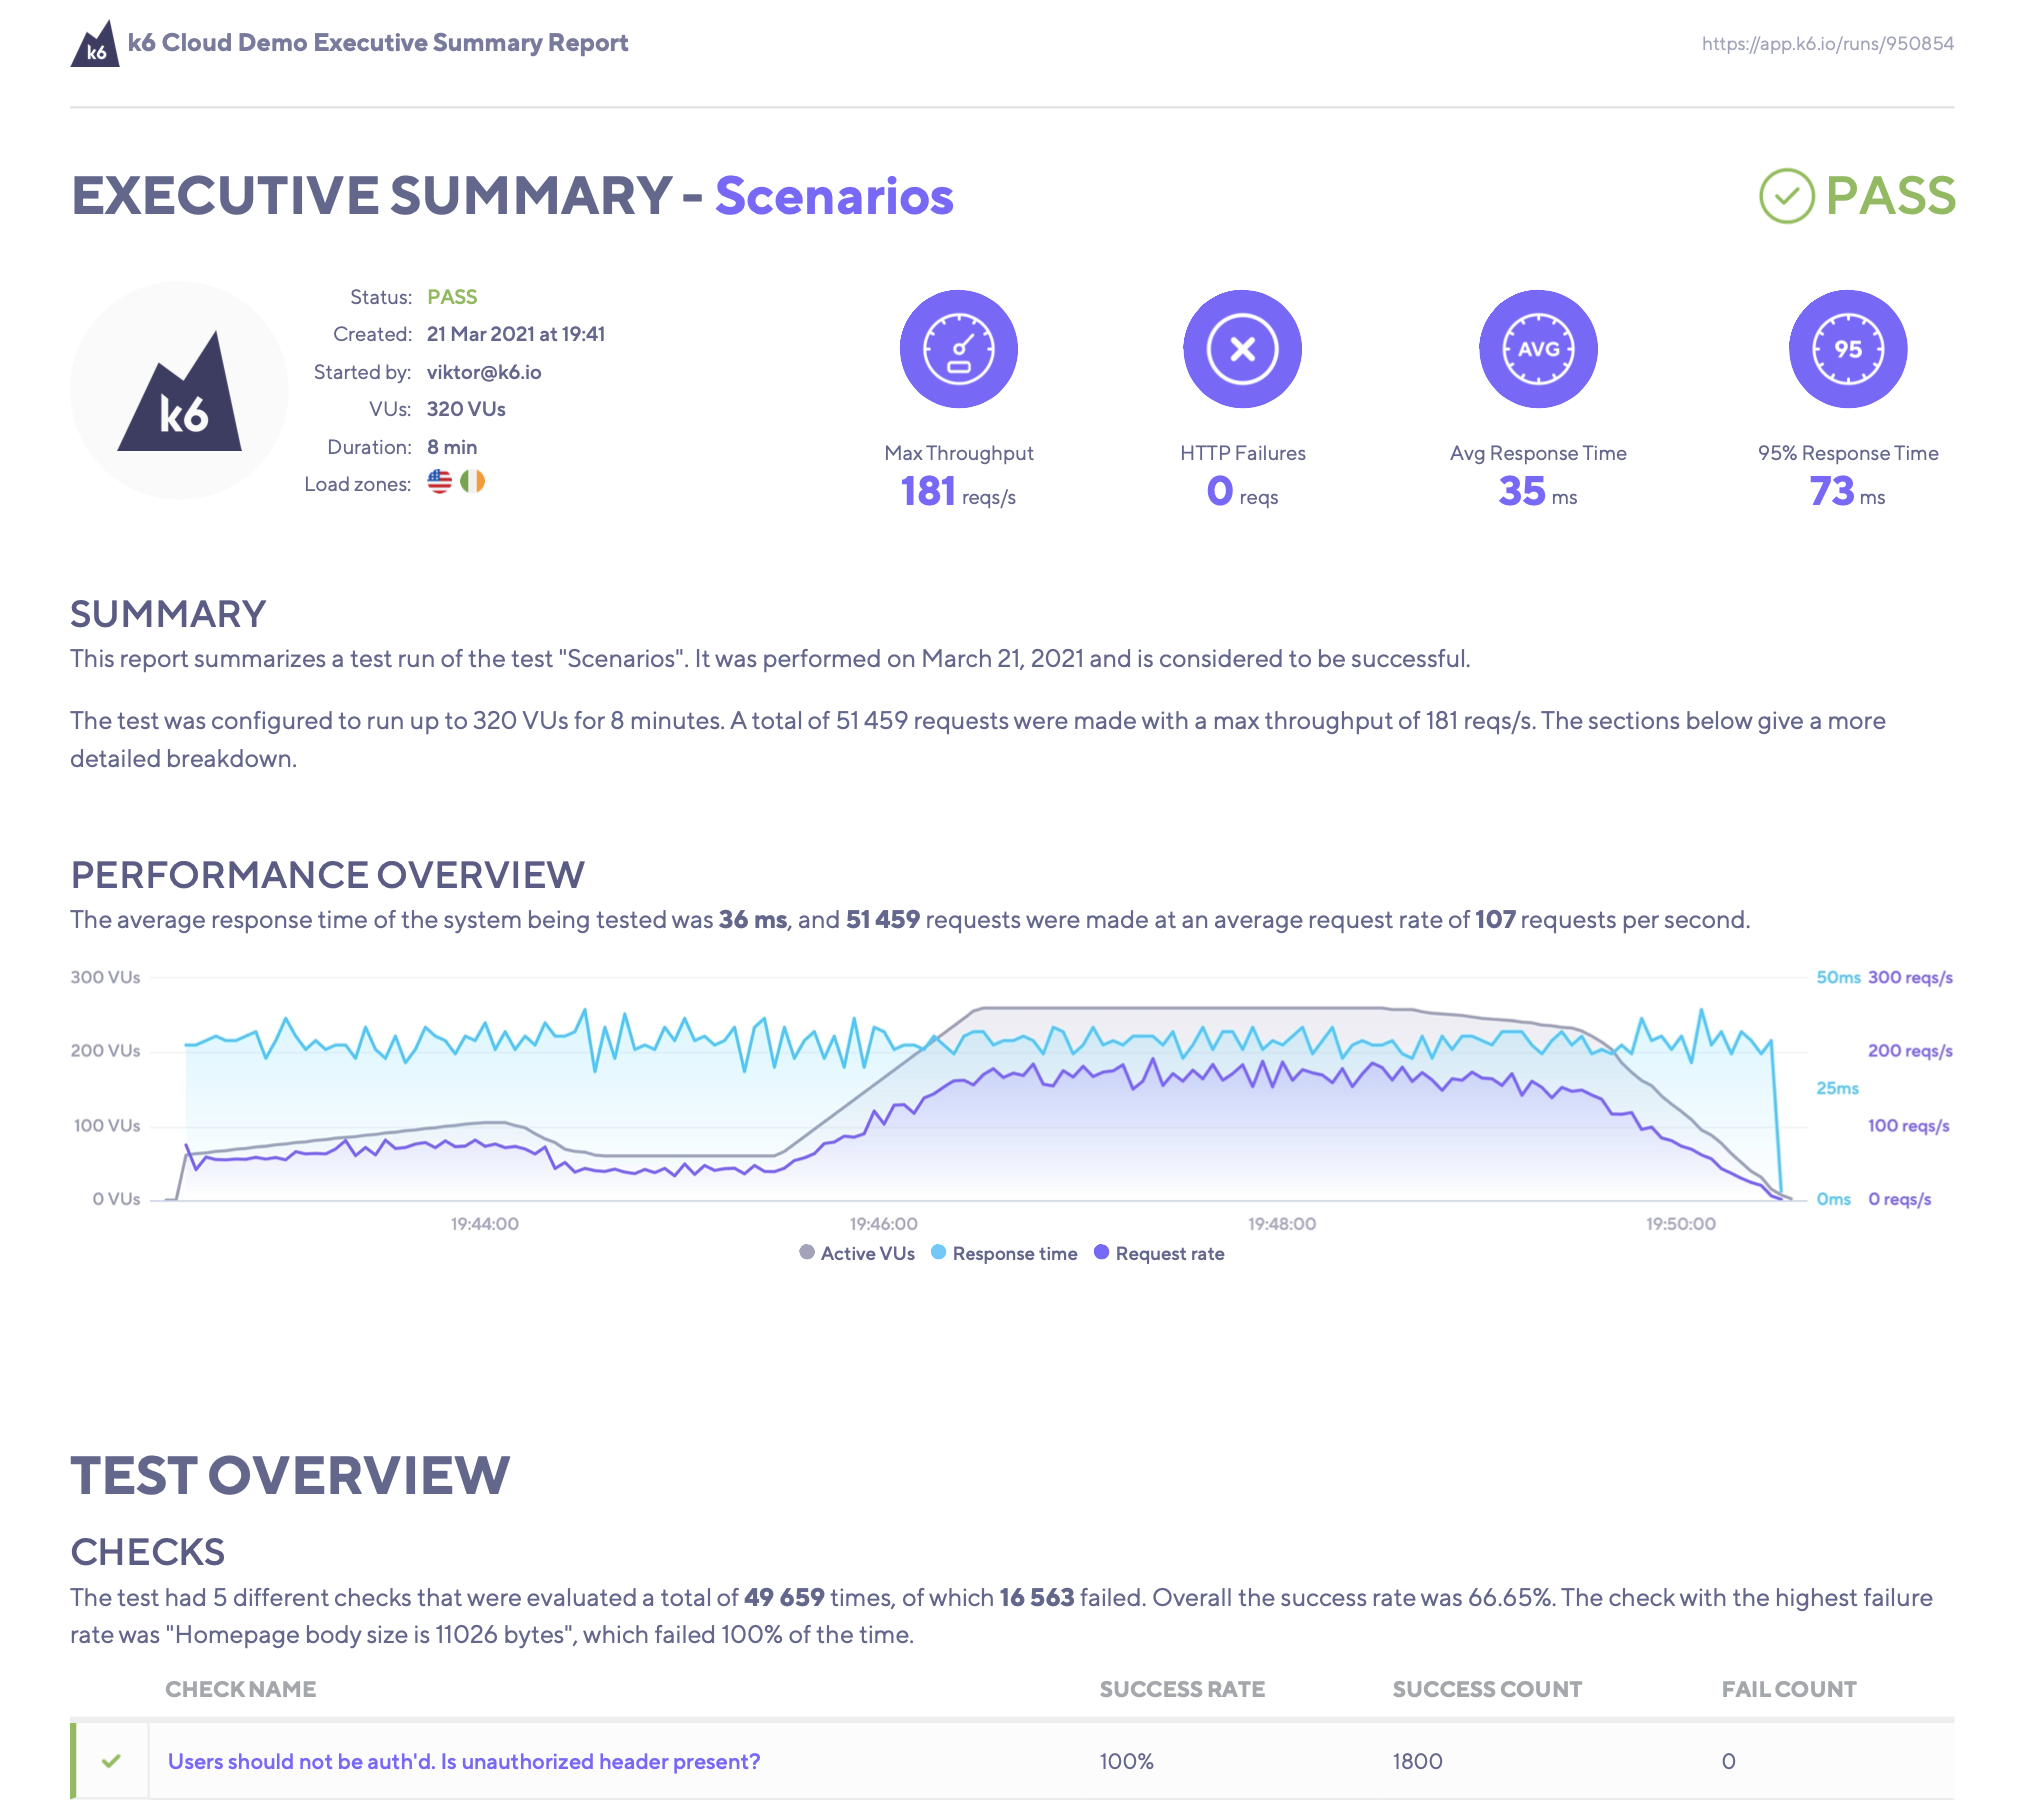 k6 k6 Cloud Demo Executive Summary Report https://app.k6.io/runs/950854
EXECUTIVE SUMMARY - Scenarios PASS
k6
Status: PASS
Created: 21 Mar 2021 at 19:41
Started by: viktor@k6.io
VUs: 320 VUs
Duration: 8 min
Load zones:
AVG 95
Max Throughput HTTP Failures Avg Response Time 95% Response Time
181 reqs/s 0 reqs 35 ms 73 ms
SUMMARY
This report summarizes a test run of the test "Scenarios". It was performed on March 21, 2021 and is considered to be successful.
The test was configured to run up to 320 VUs for 8 minutes. A total of 51 459 requests were made with a max throughput of 181 reqs/s. The sections below give a more
detailed breakdown.
PERFORMANCE OVERVIEW
The average response time of the system being tested was 36 ms, and 51 459 requests were made at an average request rate of 107 requests per second.
300 VUs 50ms 300 reqs/s
200 VUs 200 reqs/s
25ms
100 VUs 100 reqs/s
0 VUs 0ms 0 reqs/s
19:44:00 19:46:00 19:48:00 19:50:00
Active VUs Response time Request rate
TEST OVERVIEW
CHECKS
The test had 5 different checks that were evaluated a total of 49 659 times, of which 16 563 failed. Overall the success rate was 66.65%. The check with the highest failure
rate was "Homepage body size is 11026 bytes", which failed 100% of the time.
CHECK NAME SUCCESS RATE SUCCESS COUNT FAIL COUNT
Users should not be auth'd. Is unauthorized header present? 100% 1800 0